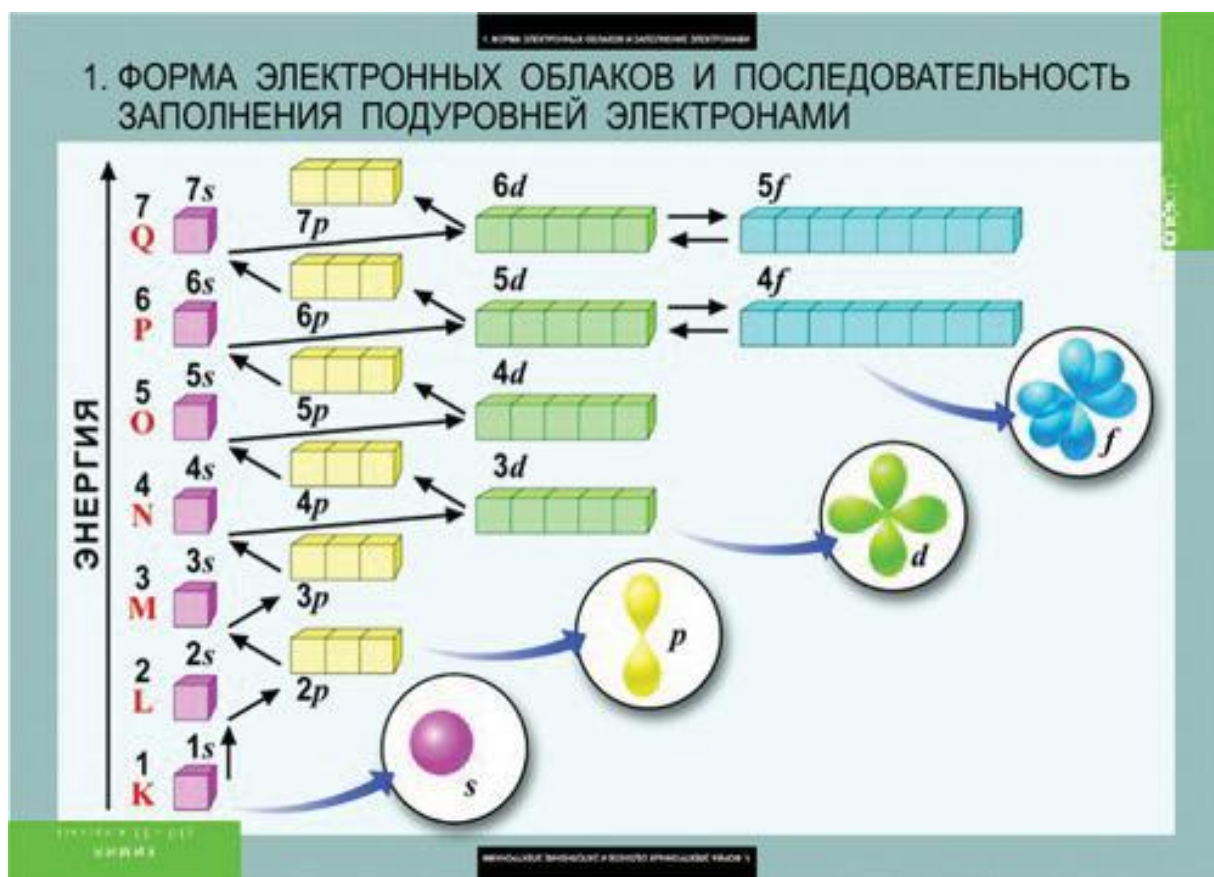 1. ФОРМА ЭЛЕКТРОННЫХ ОБЛАКОВ И ПОСЛЕДОВАТЕЛЬНОСТЬ
ЗАПОЛНЕНИЯ ПОДУРОВНЕЙ ЭЛЕКТРОНАМИ
ЭНЕРГИЯ
7s 6d 5f
7
Q
7p
6s 5d 4f
6
P
6p
5s 4d
5
O
5p
4s 3d
4
N
4p
3s
3
M
3p
2s
2
L
2p
1s
1
K
f
d
p
s
ХИМИЯ